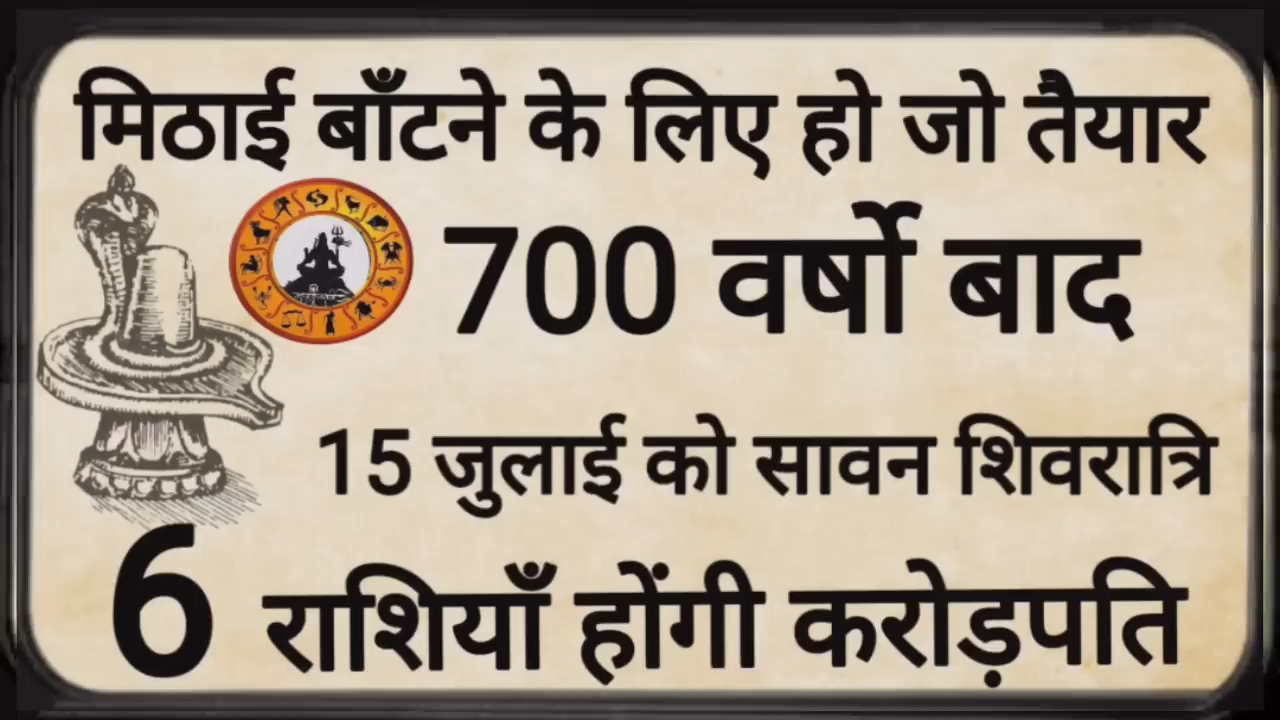 मिठाई बाँटने के लिए हो जो तैयार
700 वर्षो बाद
15 जुलाई को सावन शिवरात्रि
6 राशियाँ होंगी करोड़पति